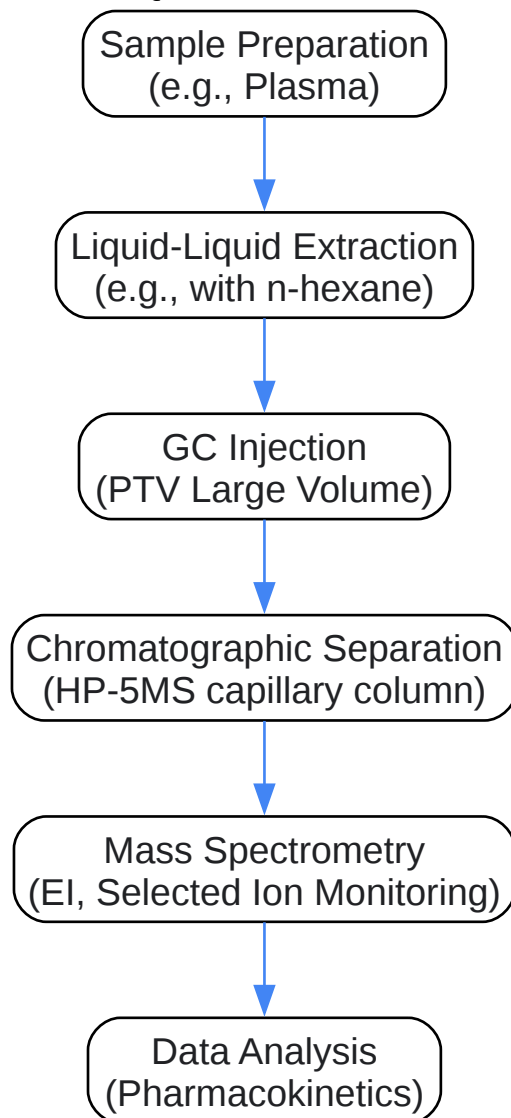 Sample Preparation
(e.g., Plasma)
Liquid-Liquid Extraction
(e.g., with n-hexane)
GC Injection
(PTV Large Volume)
Chromatographic Separation
(HP-5MS capillary column)
Mass Spectrometry
(EI, Selected Ion Monitoring)
Data Analysis
(Pharmacokinetics)